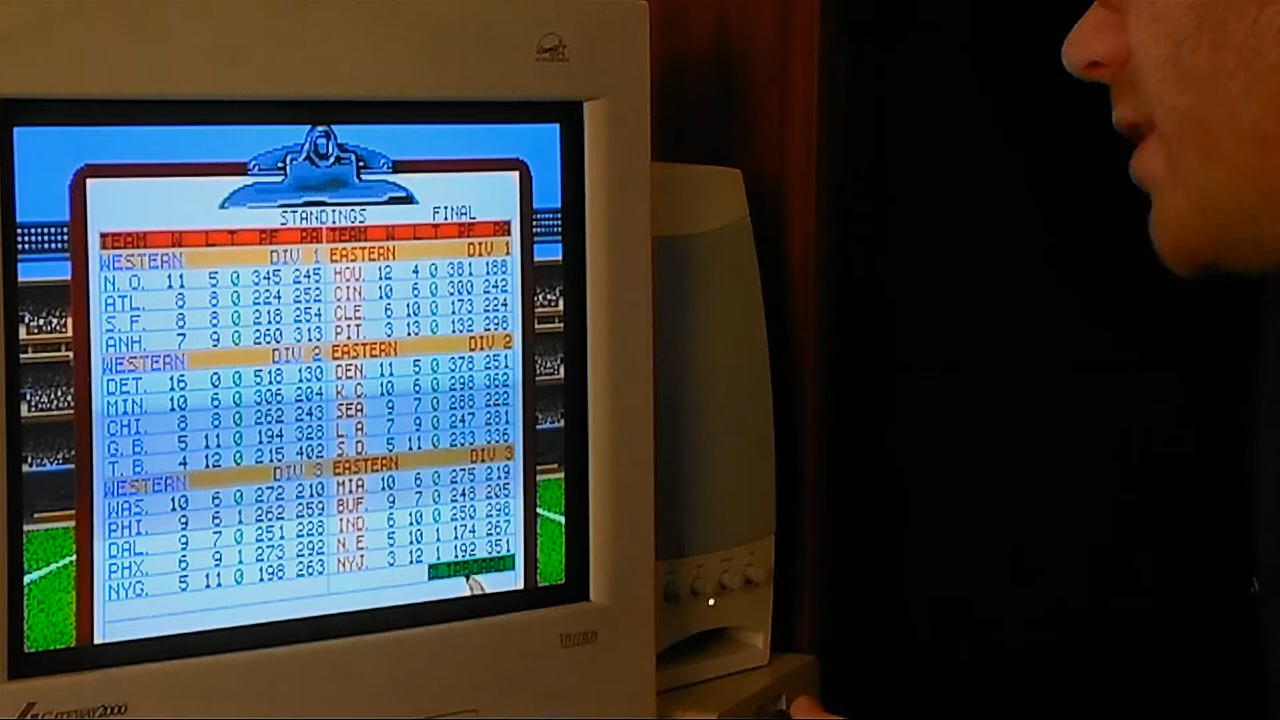 STANDINGS FINAL
TEAM W L T PF PA TEAM W L T PF PA
WESTERN DIV 1 EASTERN DIV 1
N. O. 11 5 0 345 245 HOU. 12 4 0 381 188
ATL. 8 8 0 224 252 CIN. 10 6 0 300 242
S. F. 8 8 0 218 254 CLE. 6 10 0 173 224
ANH. 7 9 0 260 313 PIT. 3 13 0 132 298
WESTERN DIV 2 EASTERN DIV 2
DET. 16 0 0 518 130 DEN. 11 5 0 378 251
MIN. 10 6 0 306 204 K.C. 10 6 0 298 362
CHI. 8 8 0 262 243 SEA. 9 7 0 288 222
G. B. 5 11 0 194 328 L. A. 7 9 0 247 281
T. B. 4 12 0 215 402 S. D. 5 11 0 233 336
WESTERN DIV 3 EASTERN DIV 3
WAS. 10 6 0 272 210 MIA. 10 6 0 275 219
PHI. 9 6 1 262 259 BUF. 9 7 0 248 205
DAL. 9 7 0 251 228 IND. 6 10 0 250 298
PHX. 6 9 1 273 292 N. E. 5 10 1 174 267
NYG. 5 11 0 198 263 NYJ. 3 12 1 192 351
CLIPBOARD
GATEWAY2000